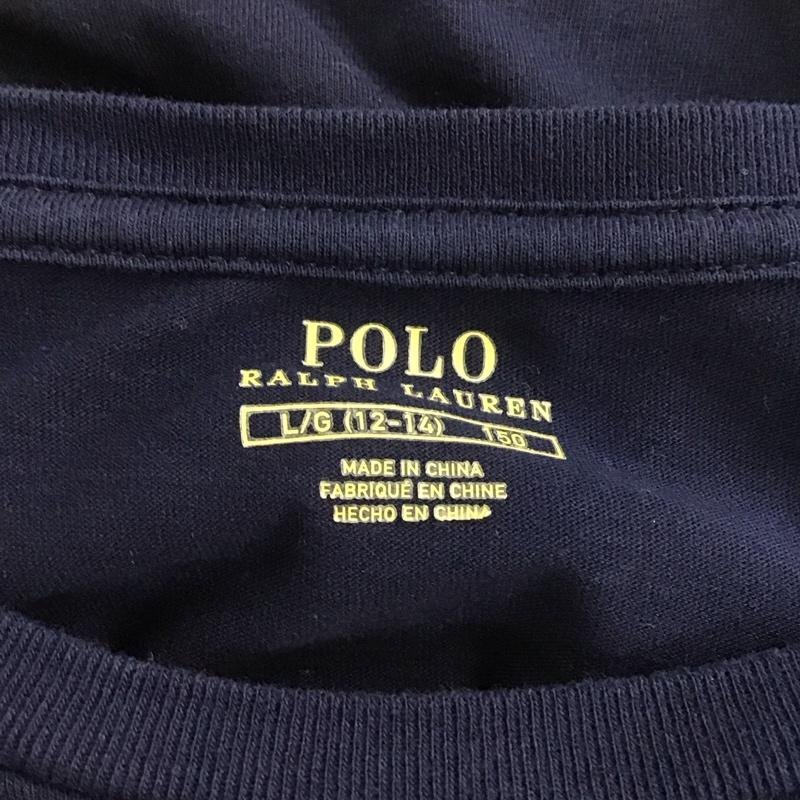 POLO
RALPH LAUREN
L/G (12-14) 150
MADE IN CHINA
FABRIQUÉ EN CHINE
HECHO EN CHINA